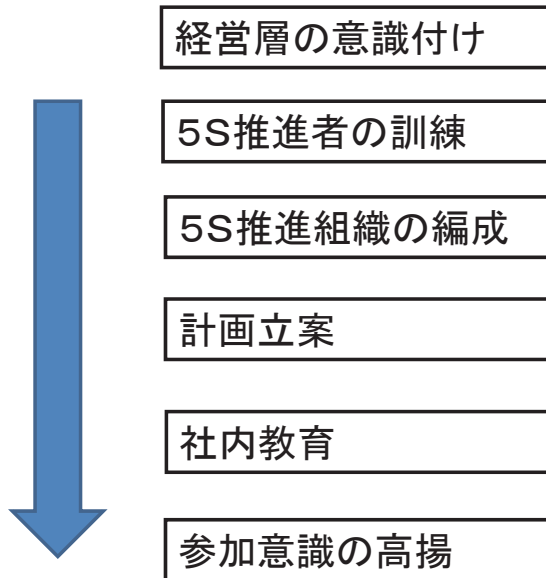 経営層の意識付け
5S推進者の訓練
5S推進組織の編成
計画立案
社内教育
参加意識の高揚